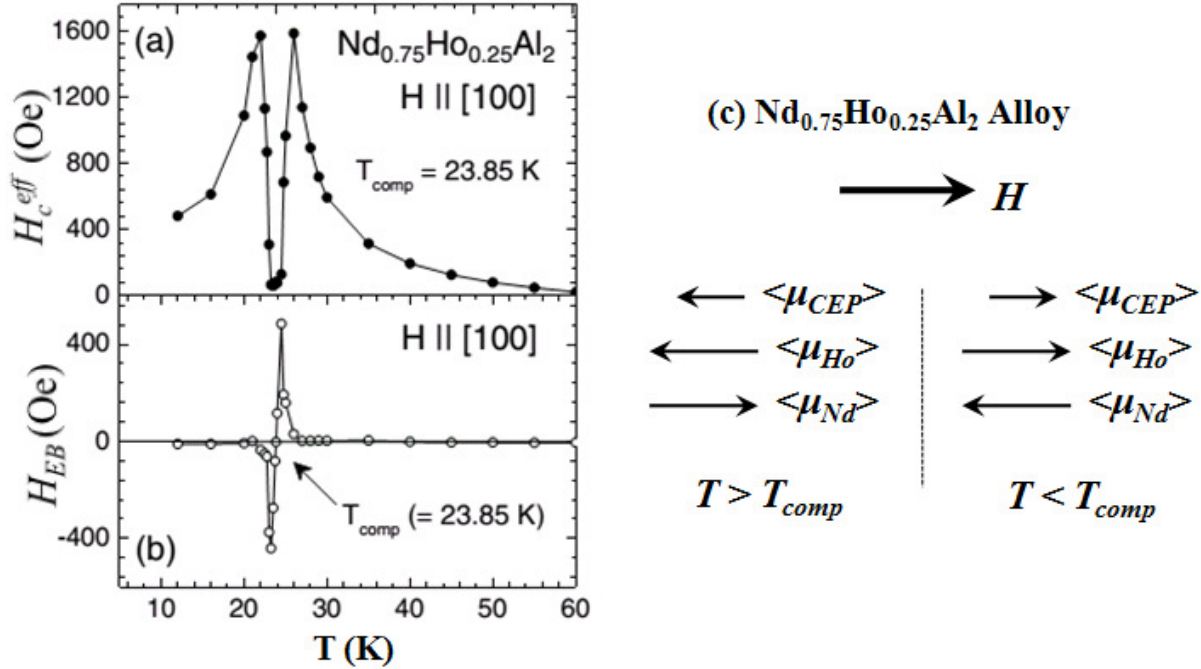 (a)
Nd0.75Ho0.25Al2
H || [100]
Tcomp = 23.85 K
Hc^eff (Oe)
1600
1200
800
400
0
H || [100]
HEB (Oe)
400
0
-400
Tcomp (= 23.85 K)
(b)
10 20 30 40 50 60
T (K)
(c) Nd0.75Ho0.25Al2 Alloy
H
<μCEP> <μCEP>
<μHo> <μHo>
<μNd> <μNd>
T > Tcomp T < Tcomp